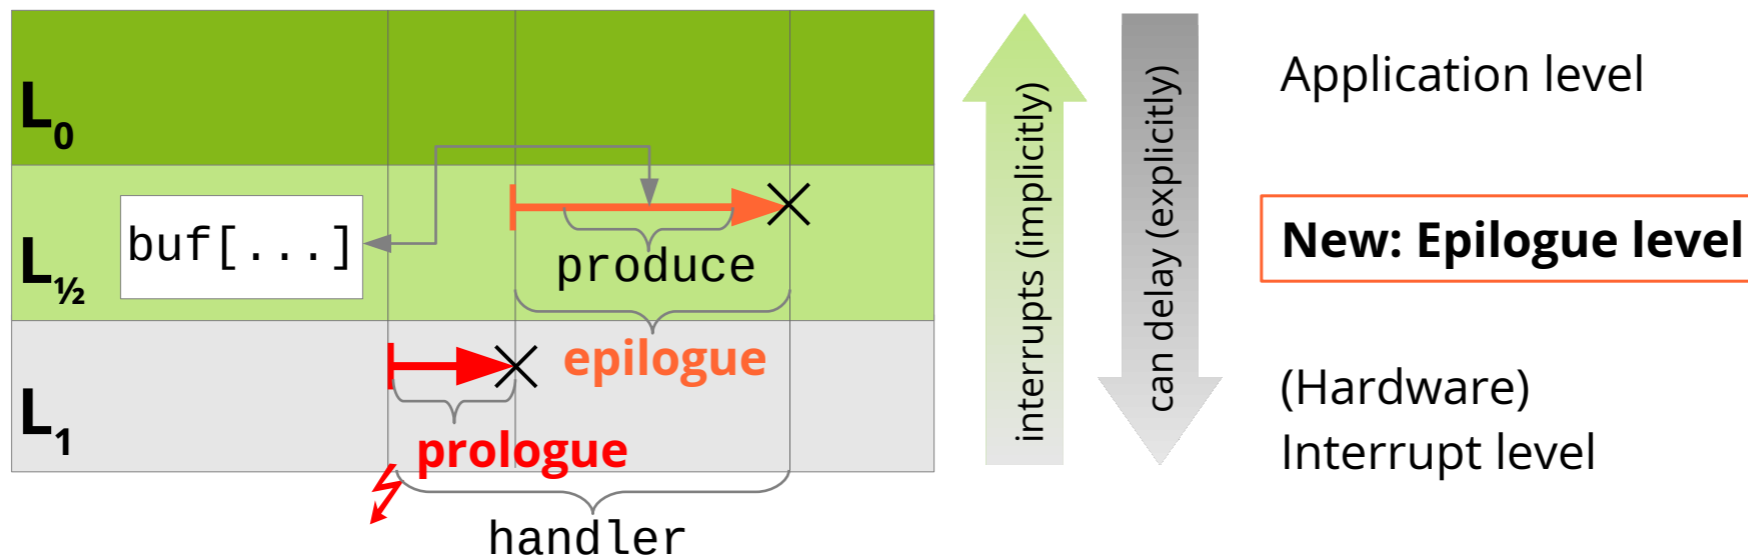 L0
L½
L1
buf[...]
produce
epilogue
prologue
handler
interrupts (implicitly)
can delay (explicitly)
Application level
New: Epilogue level
(Hardware)
Interrupt level